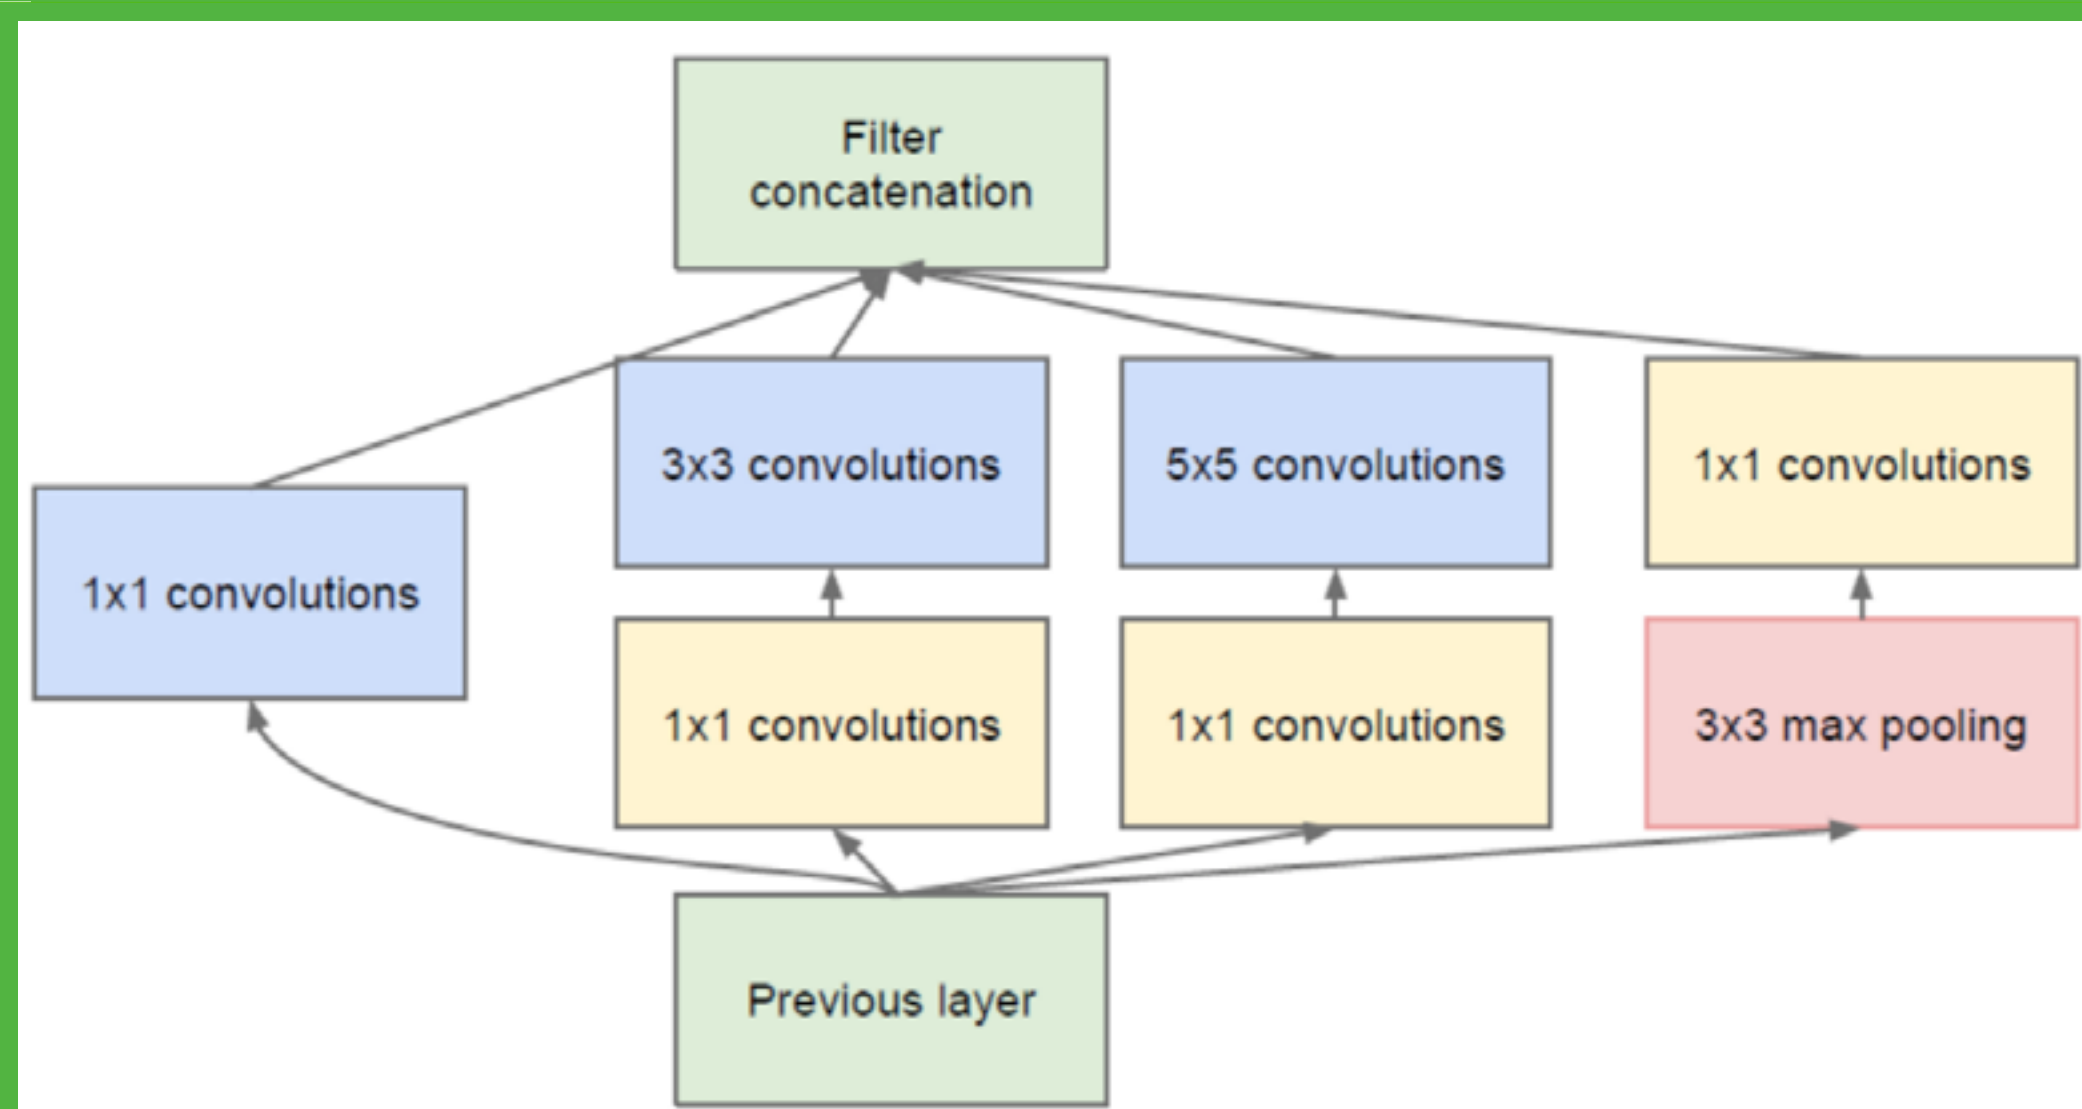 Filter
concatenation
3x3 convolutions
5x5 convolutions
1x1 convolutions
1x1 convolutions
1x1 convolutions
1x1 convolutions
3x3 max pooling
Previous layer